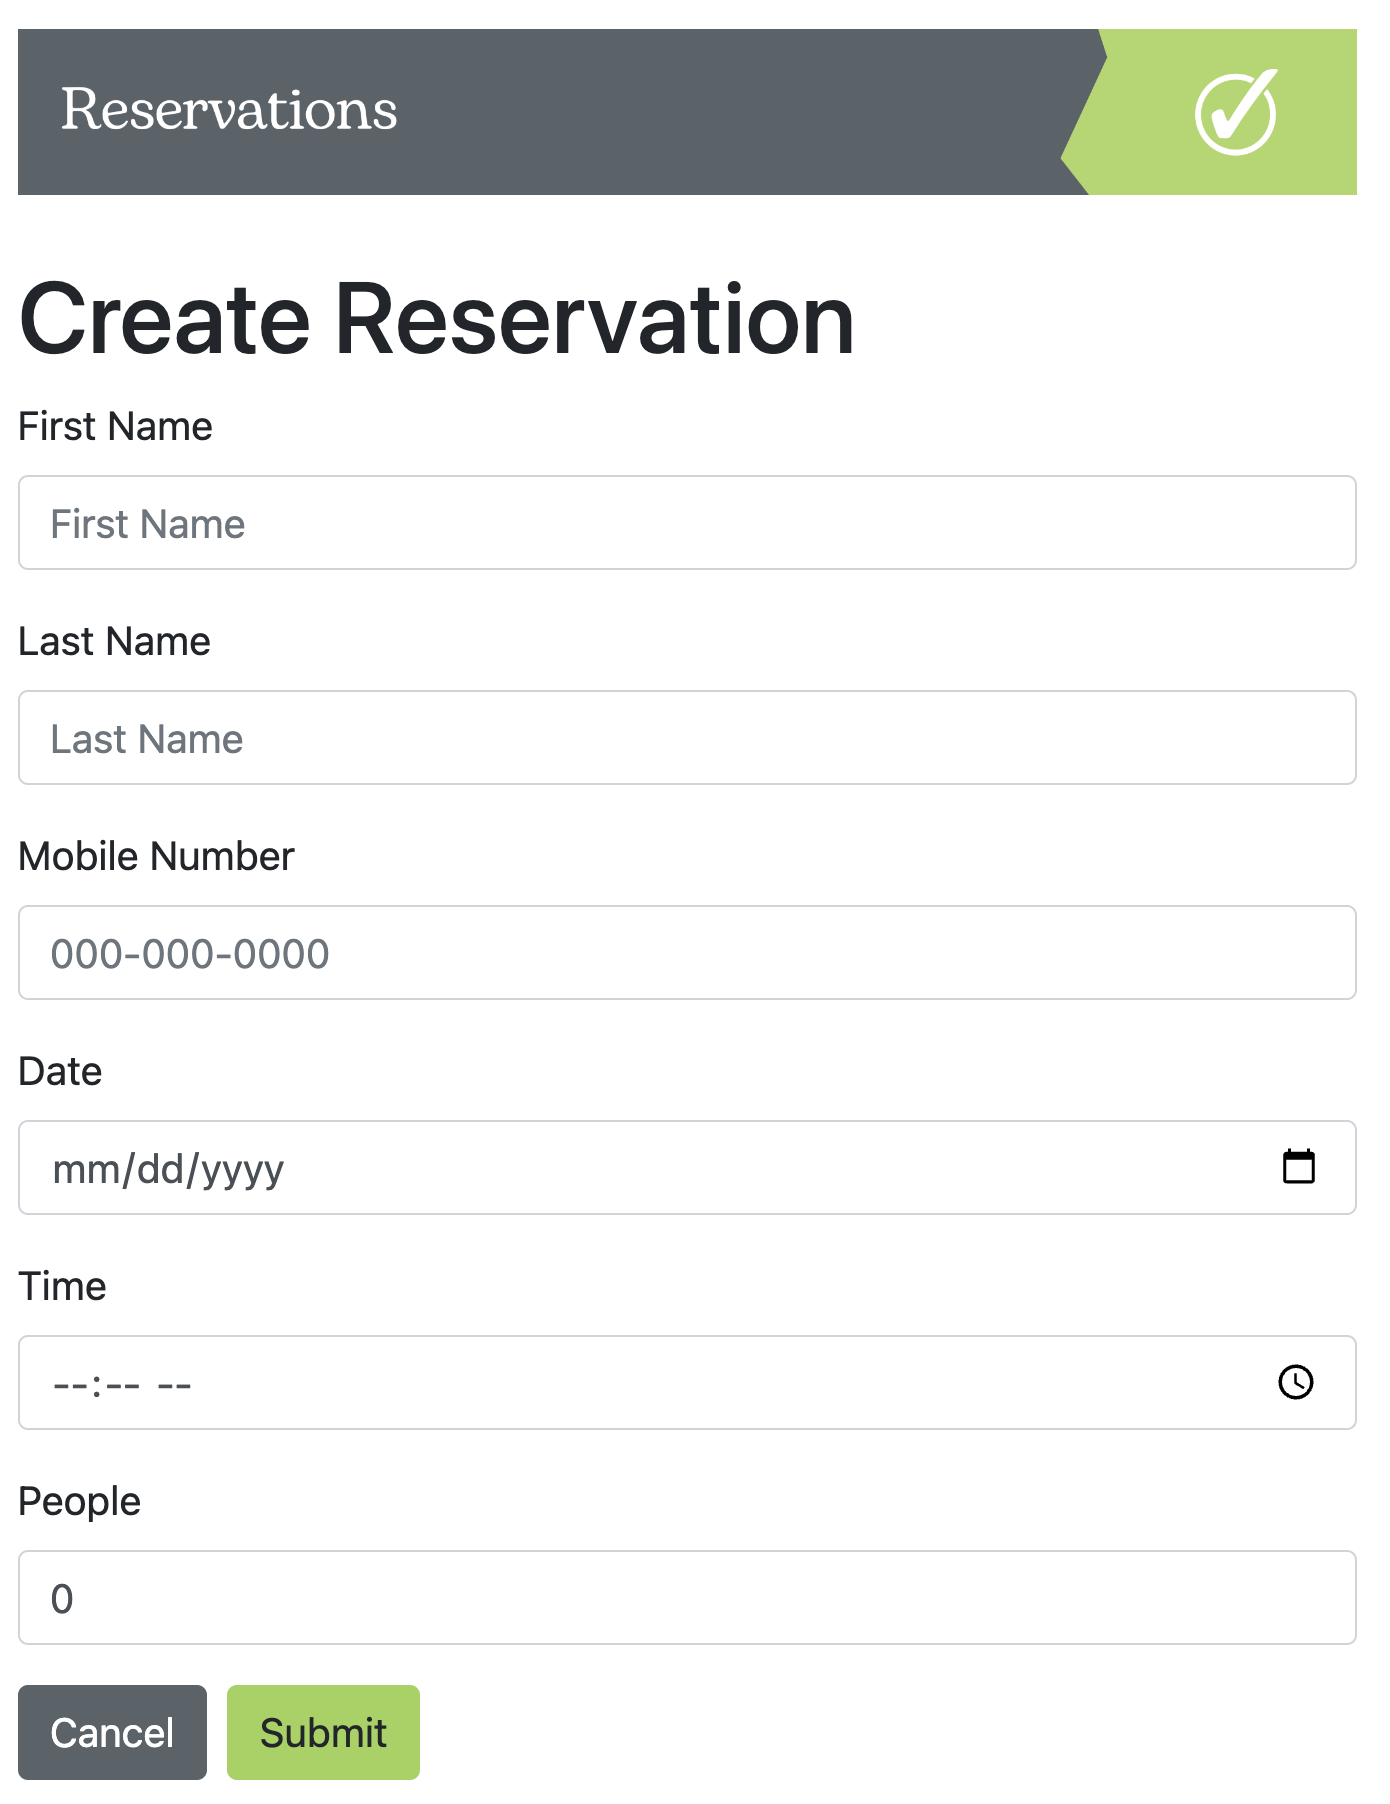 Reservations
Create Reservation
First Name
First Name
Last Name
Last Name
Mobile Number
000-000-0000
Date
mm/dd/yyyy
Time
--:-- --
People
0
Cancel Submit